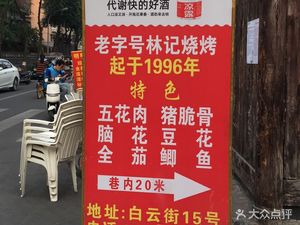 代谢快的好酒
凉露
老字号林记烧烤
起于1996年
特色
五花肉 猪脆骨
脑花 豆花
全茄 鲫鱼
巷内20米
地址:白云街15号
大众点评